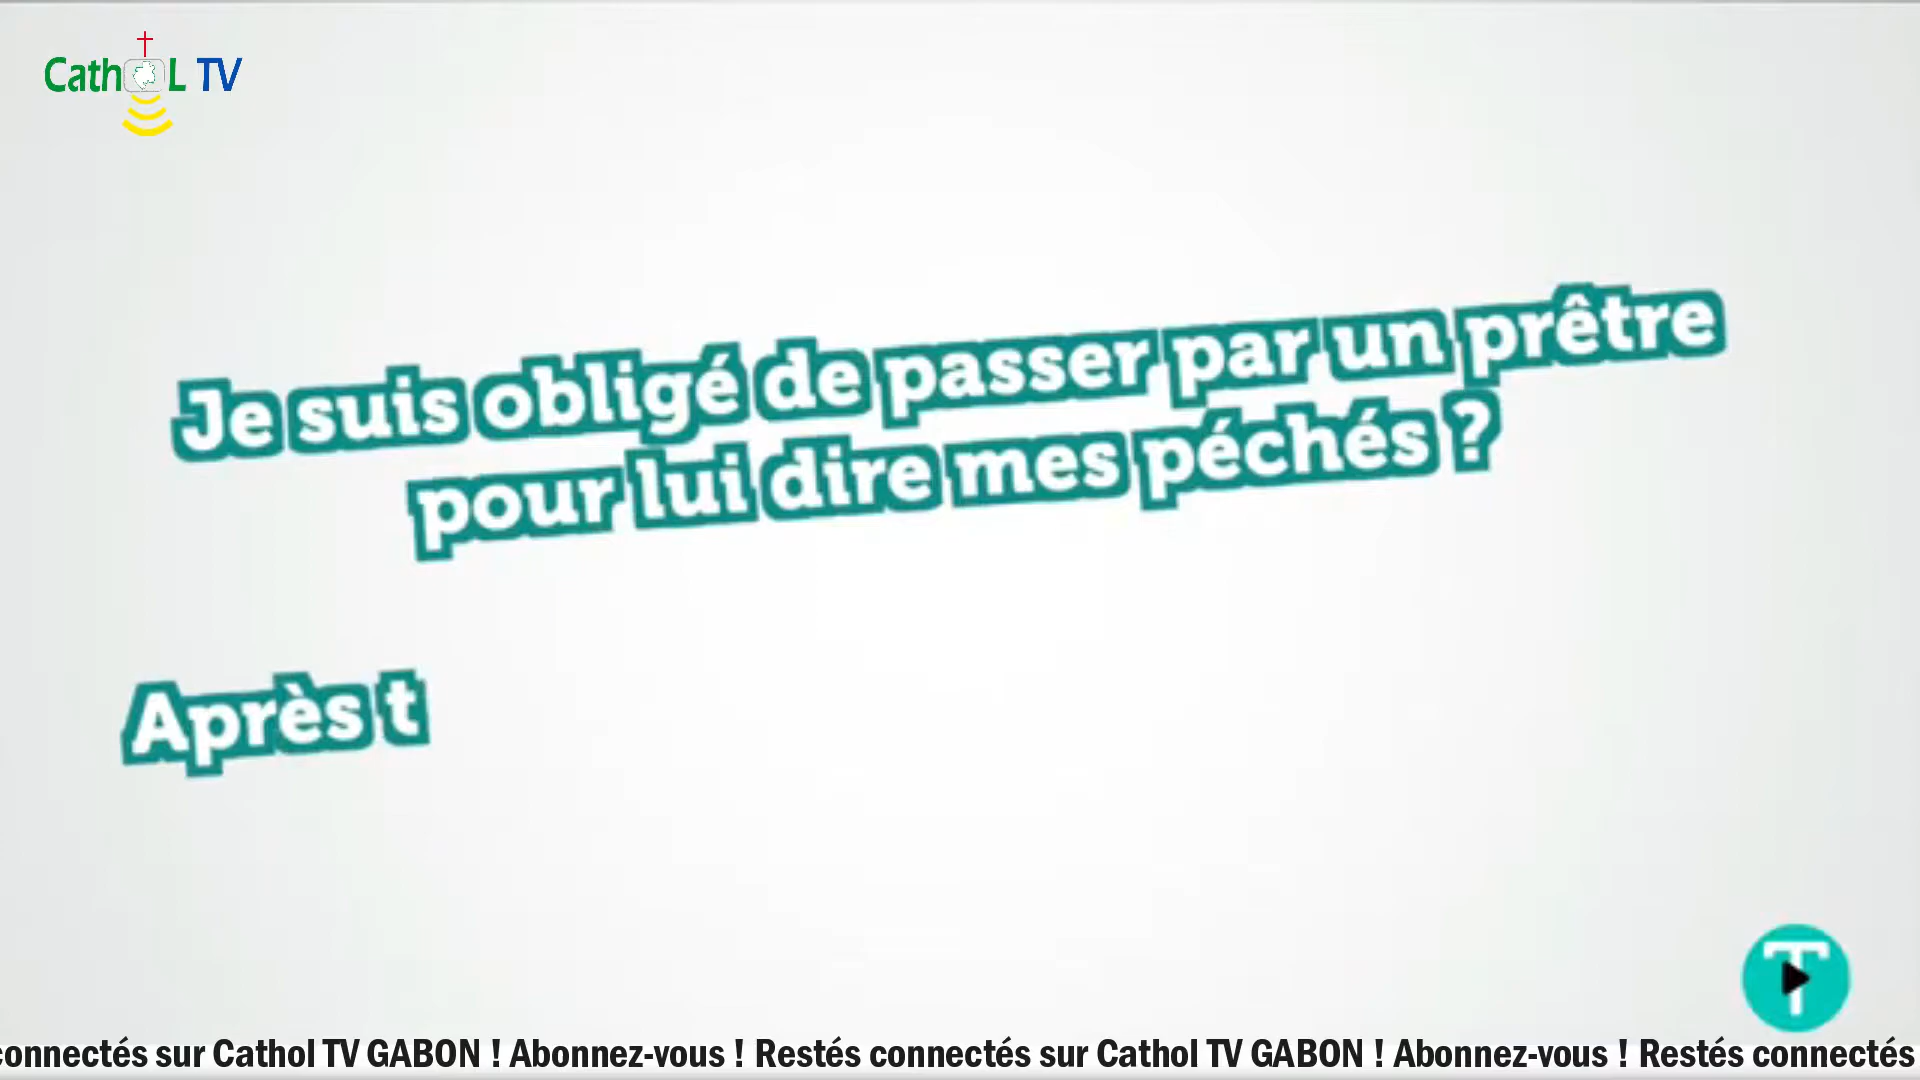 CathOL TV
Je suis obligé de passer par un prêtre
pour lui dire mes péchés ?
Après t
T
connectés sur Cathol TV GABON ! Abonnez-vous ! Restés connectés sur Cathol TV GABON ! Abonnez-vous ! Restés connectés